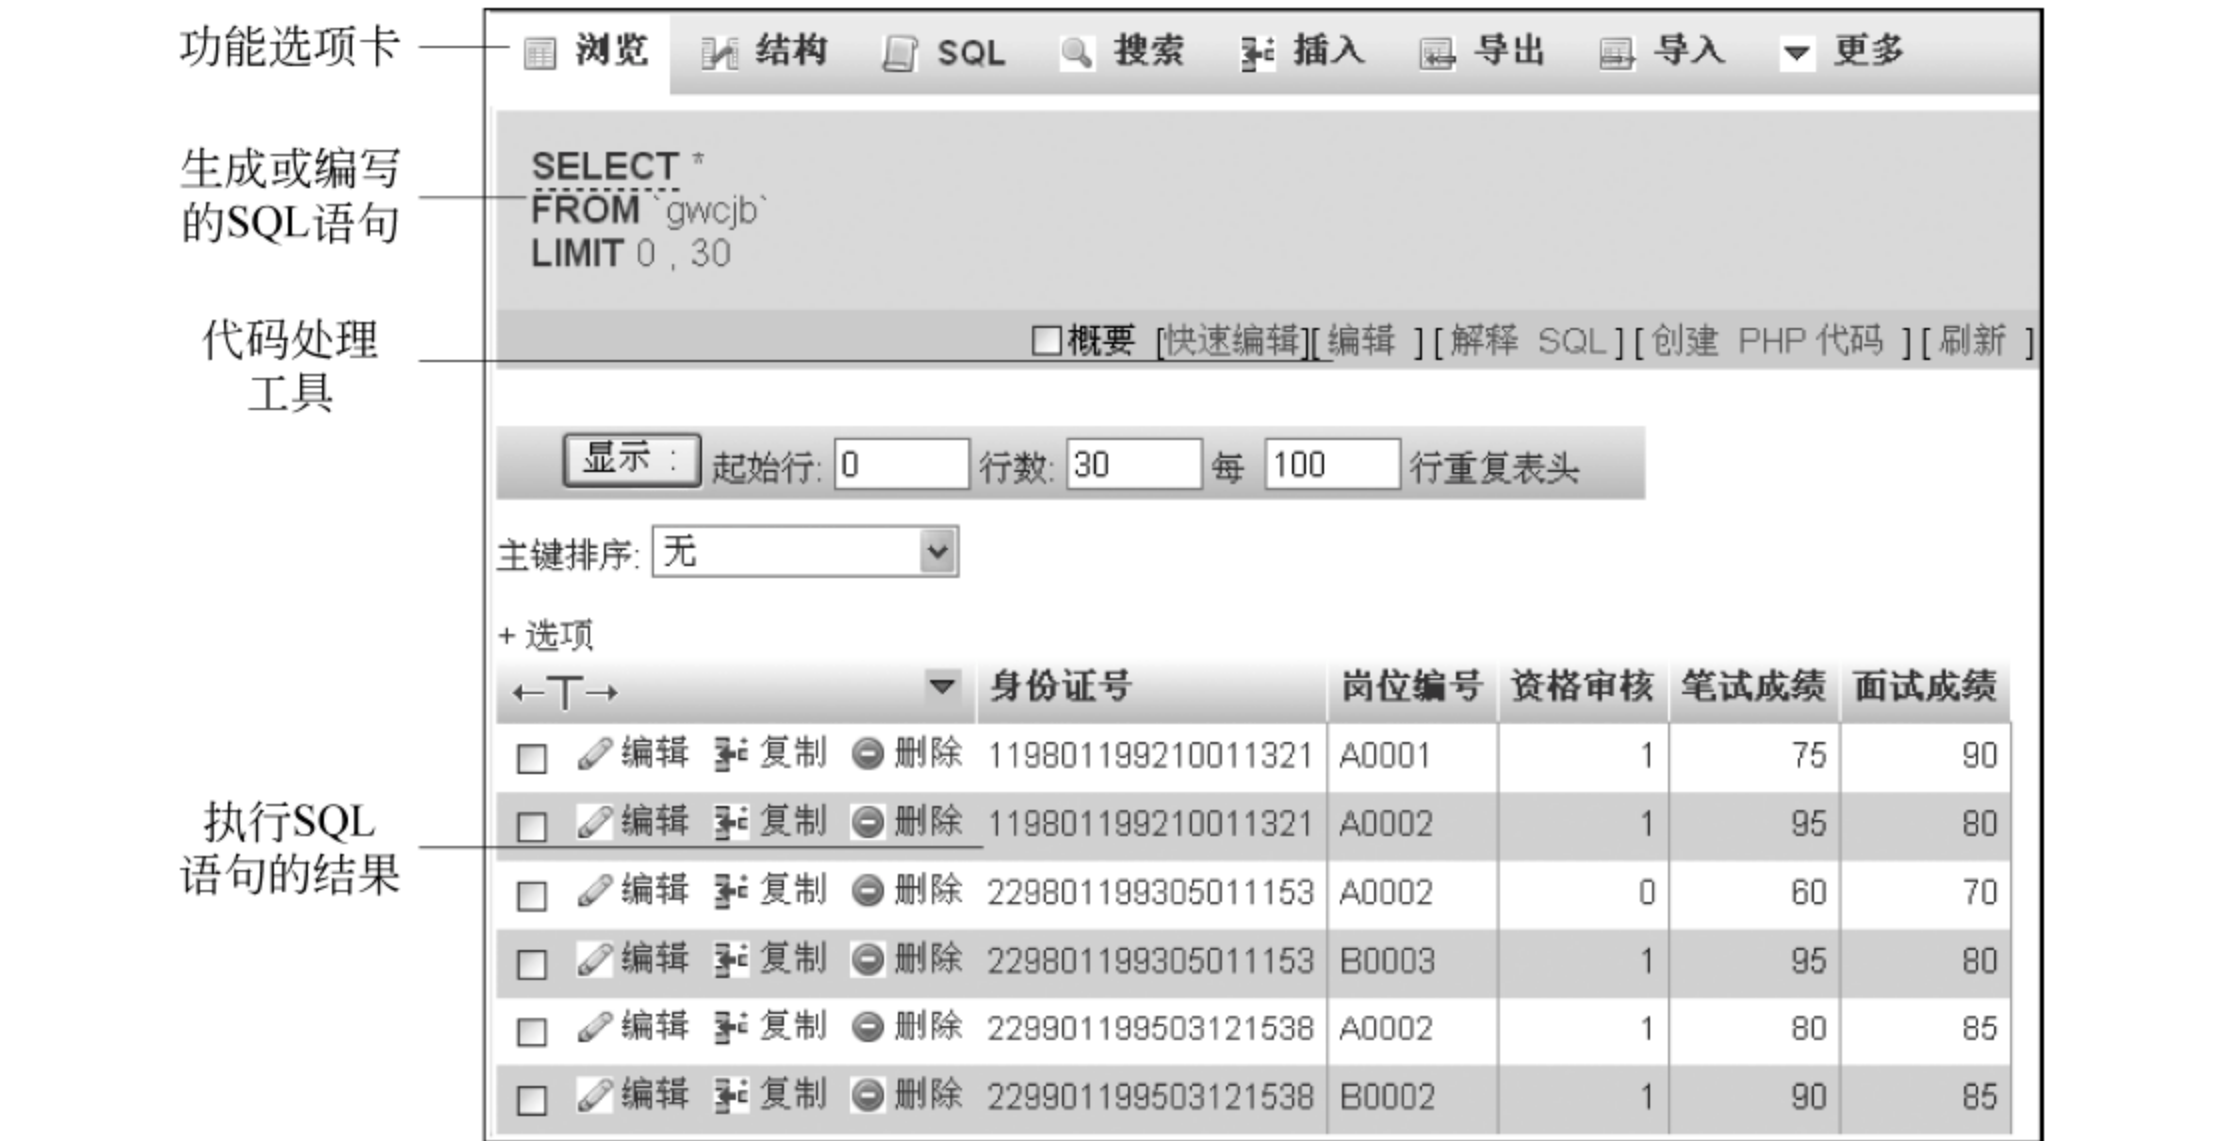 功能选项卡
浏览 结构 SQL 搜索 插入 导出 导入 更多
生成或编写
的SQL语句
SELECT *
FROM `gwcjb`
LIMIT 0 , 30
代码处理
工具
概要 [快速编辑][ 编辑 ] [ 解释 SQL ] [ 创建 PHP 代码 ] [ 刷新 ]
显示 : 起始行: 0 行数: 30 每 100 行重复表头
主键排序: 无
+ 选项
←T→ 身份证号 岗位编号 资格审核 笔试成绩 面试成绩
编辑 复制 删除 119801199210011321 A0001 1 75 90
编辑 复制 删除 119801199210011321 A0002 1 95 80
执行SQL
语句的结果
编辑 复制 删除 229801199305011153 A0002 0 60 70
编辑 复制 删除 229801199305011153 B0003 1 95 80
编辑 复制 删除 229901199503121538 A0002 1 80 85
编辑 复制 删除 229901199503121538 B0002 1 90 85